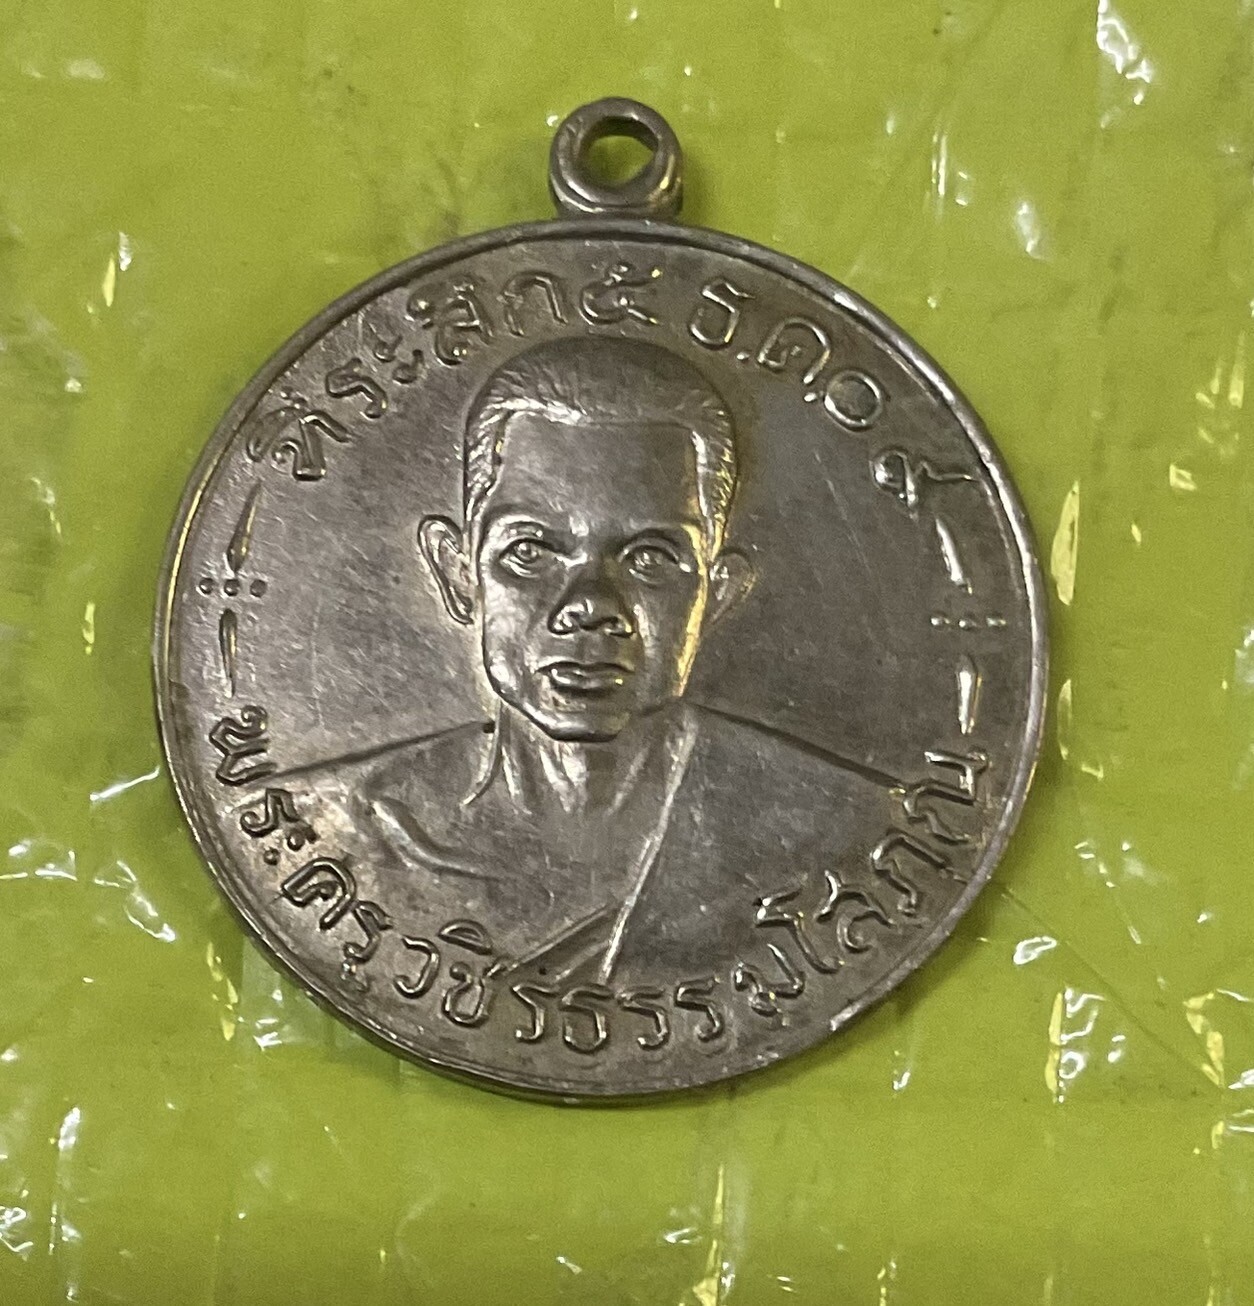 ที่ระลึก ๕ ธ.ค.๐๕
พระครูวชิรธรรมโสภณ